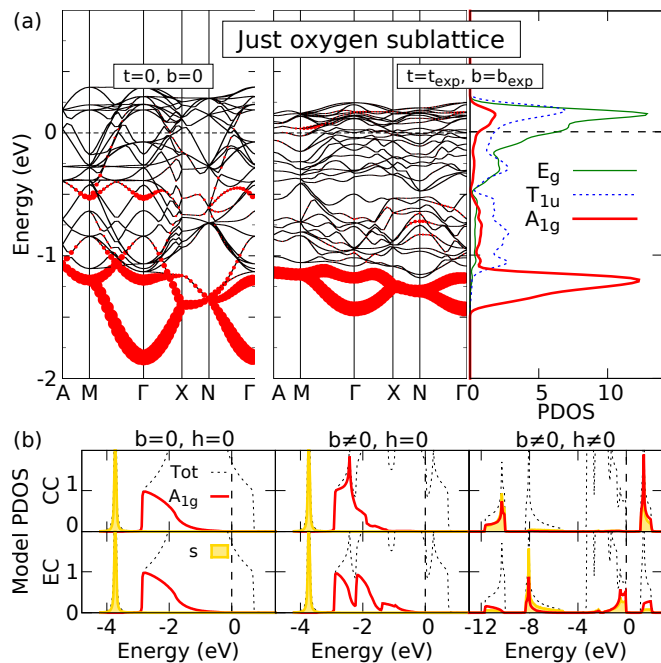 (a)
Just oxygen sublattice
t=0, b=0
t=t_exp, b=b_exp
Energy (eV)
0
-1
-2
E_g
T_1u
A_1g
A M Γ X N Γ
A M Γ X N Γ
0 5 10
PDOS
(b)
b=0, h=0
b≠0, h=0
b≠0, h≠0
Model PDOS
CC
EC
1
0
1
0
Tot
A_1g
s
-4 -2 0
-4 -2 0
-12 -8 -4 0
Energy (eV)
Energy (eV)
Energy (eV)